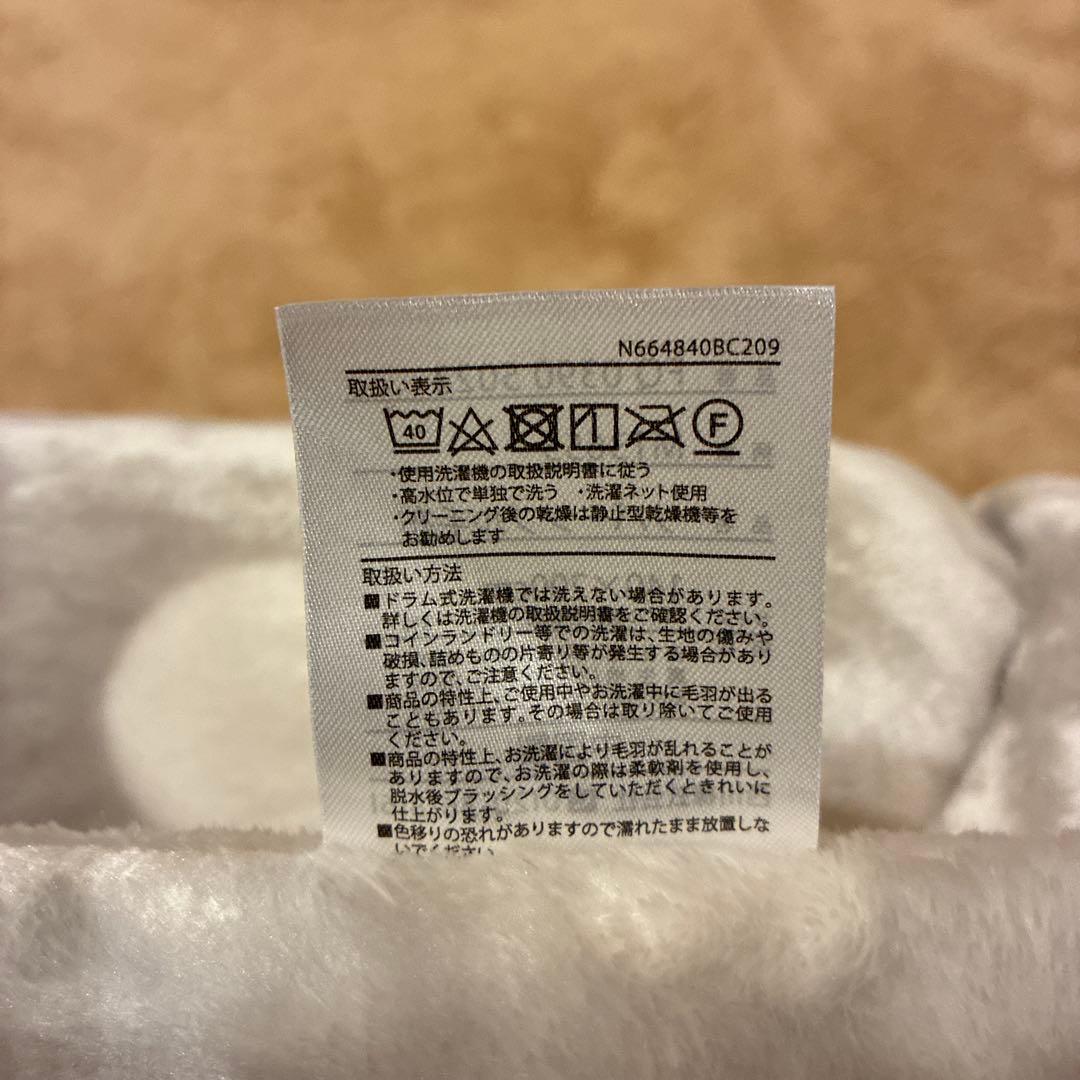 N664840BC209
取扱い表示
40 F
・使用洗濯機の取扱説明書に従う
・高水位で単独で洗う ・洗濯ネット使用
・クリーニング後の乾燥は静止型乾燥機等を
お勧めします
取扱い方法
■ドラム式洗濯機では洗えない場合があります。
詳しくは洗濯機の取扱説明書をご確認ください。
■コインランドリー等での洗濯は、生地の傷みや
破損、詰めものの片寄り等が発生する場合があり
ますので、ご注意ください。
■商品の特性上、ご使用中やお洗濯中に毛羽が出る
こともあります。その場合は取り除いてご使用
ください。
■商品の特性上、お洗濯により毛羽が乱れることが
ありますので、お洗濯の際は柔軟剤を使用し、
脱水後ブラッシングをしていただくときれいに
仕上がります。
■色移りの恐れがありますので濡れたまま放置しな
いでください。